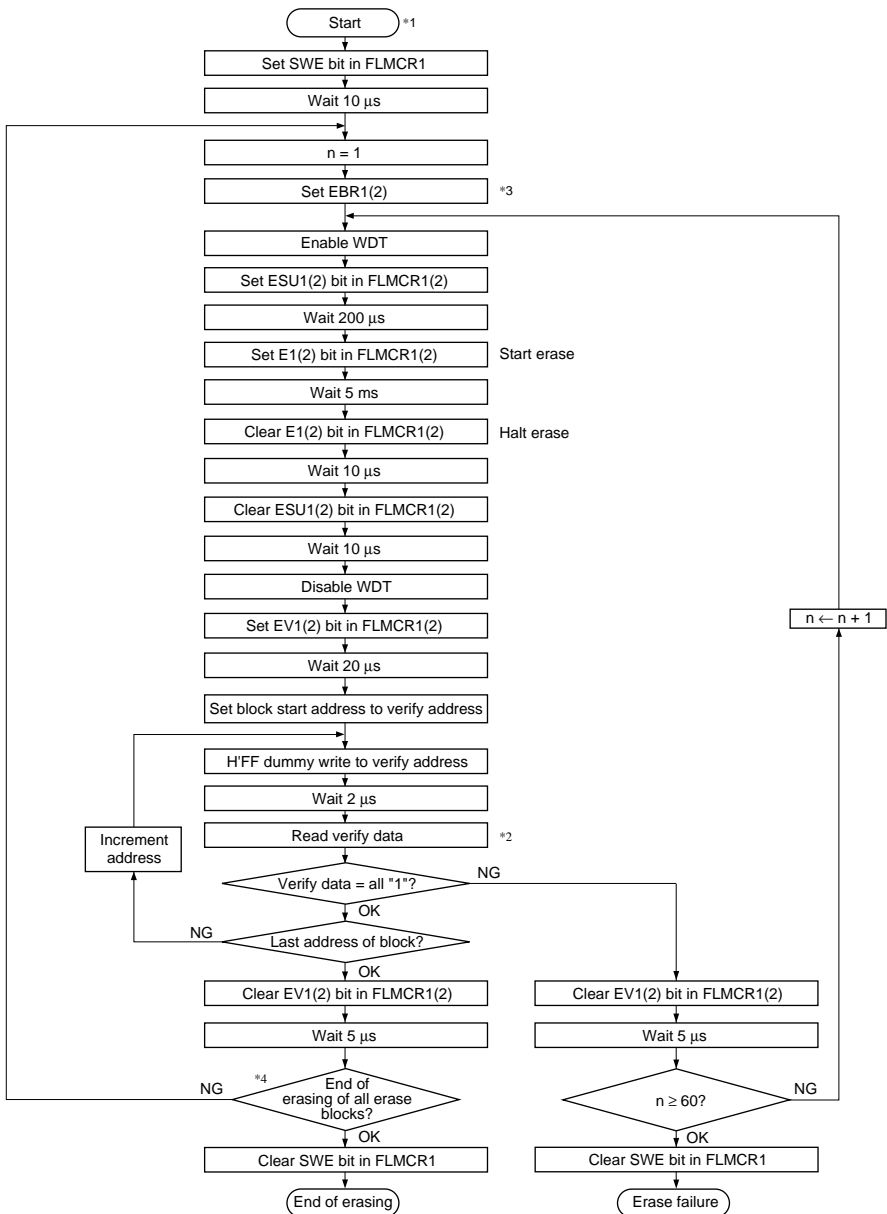 Start *1
Set SWE bit in FLMCR1
Wait 10 µs
n = 1
Set EBR1(2) *3
Enable WDT
Set ESU1(2) bit in FLMCR1(2)
Wait 200 µs
Set E1(2) bit in FLMCR1(2) Start erase
Wait 5 ms
Clear E1(2) bit in FLMCR1(2) Halt erase
Wait 10 µs
Clear ESU1(2) bit in FLMCR1(2)
Wait 10 µs
Disable WDT
Set EV1(2) bit in FLMCR1(2)
n ← n + 1
Wait 20 µs
Set block start address to verify address
H'FF dummy write to verify address
Wait 2 µs
Read verify data *2
Increment
address
Verify data = all "1"?
NG
OK
NG
Last address of block?
OK
Clear EV1(2) bit in FLMCR1(2)
Clear EV1(2) bit in FLMCR1(2)
Wait 5 µs
Wait 5 µs
NG
*4
End of
erasing of all erase
blocks?
n ≥ 60?
NG
OK
OK
Clear SWE bit in FLMCR1
Clear SWE bit in FLMCR1
End of erasing
Erase failure